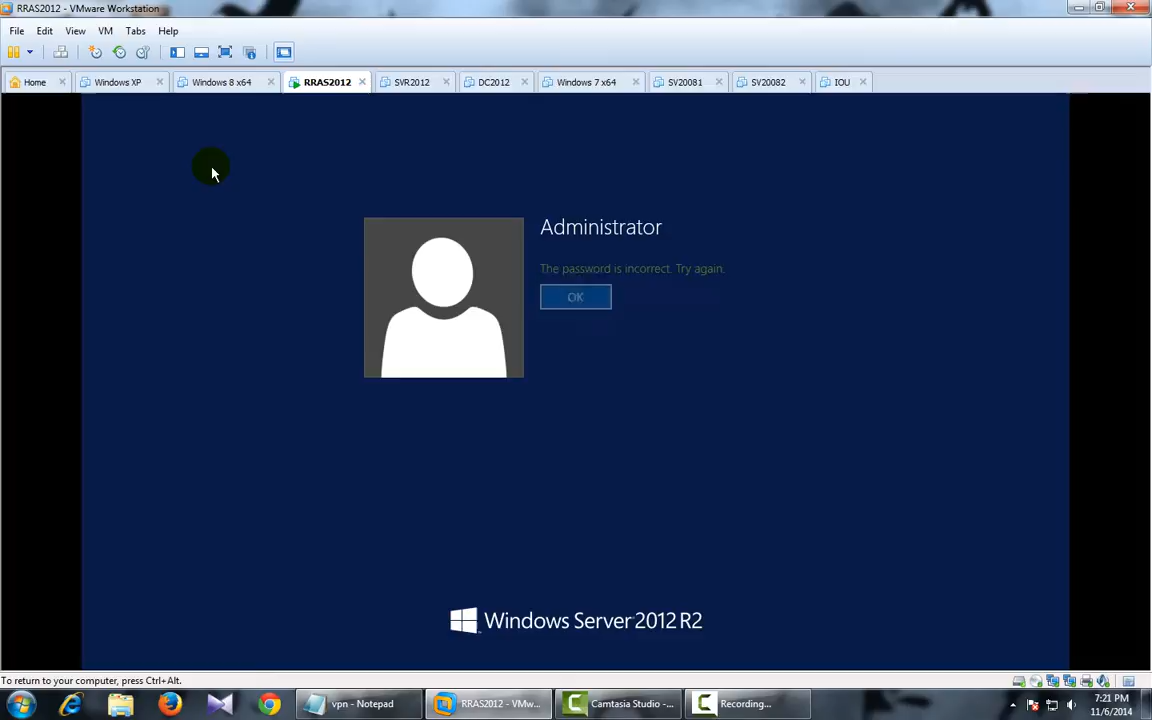 RRAS2012 - VMware Workstation
File Edit View VM Tabs Help
Home Windows XP Windows 8 x64 RRAS2012 SVR2012 DC2012 Windows 7 x64 SV20081 SV20082 IOU
Administrator
The password is incorrect. Try again.
OK
Windows Server 2012 R2
To return to your computer, press Ctrl+Alt.
vpn - Notepad RRAS2012 - VMw... Camtasia Studio -... Recording... 7:21 PM
11/6/2014